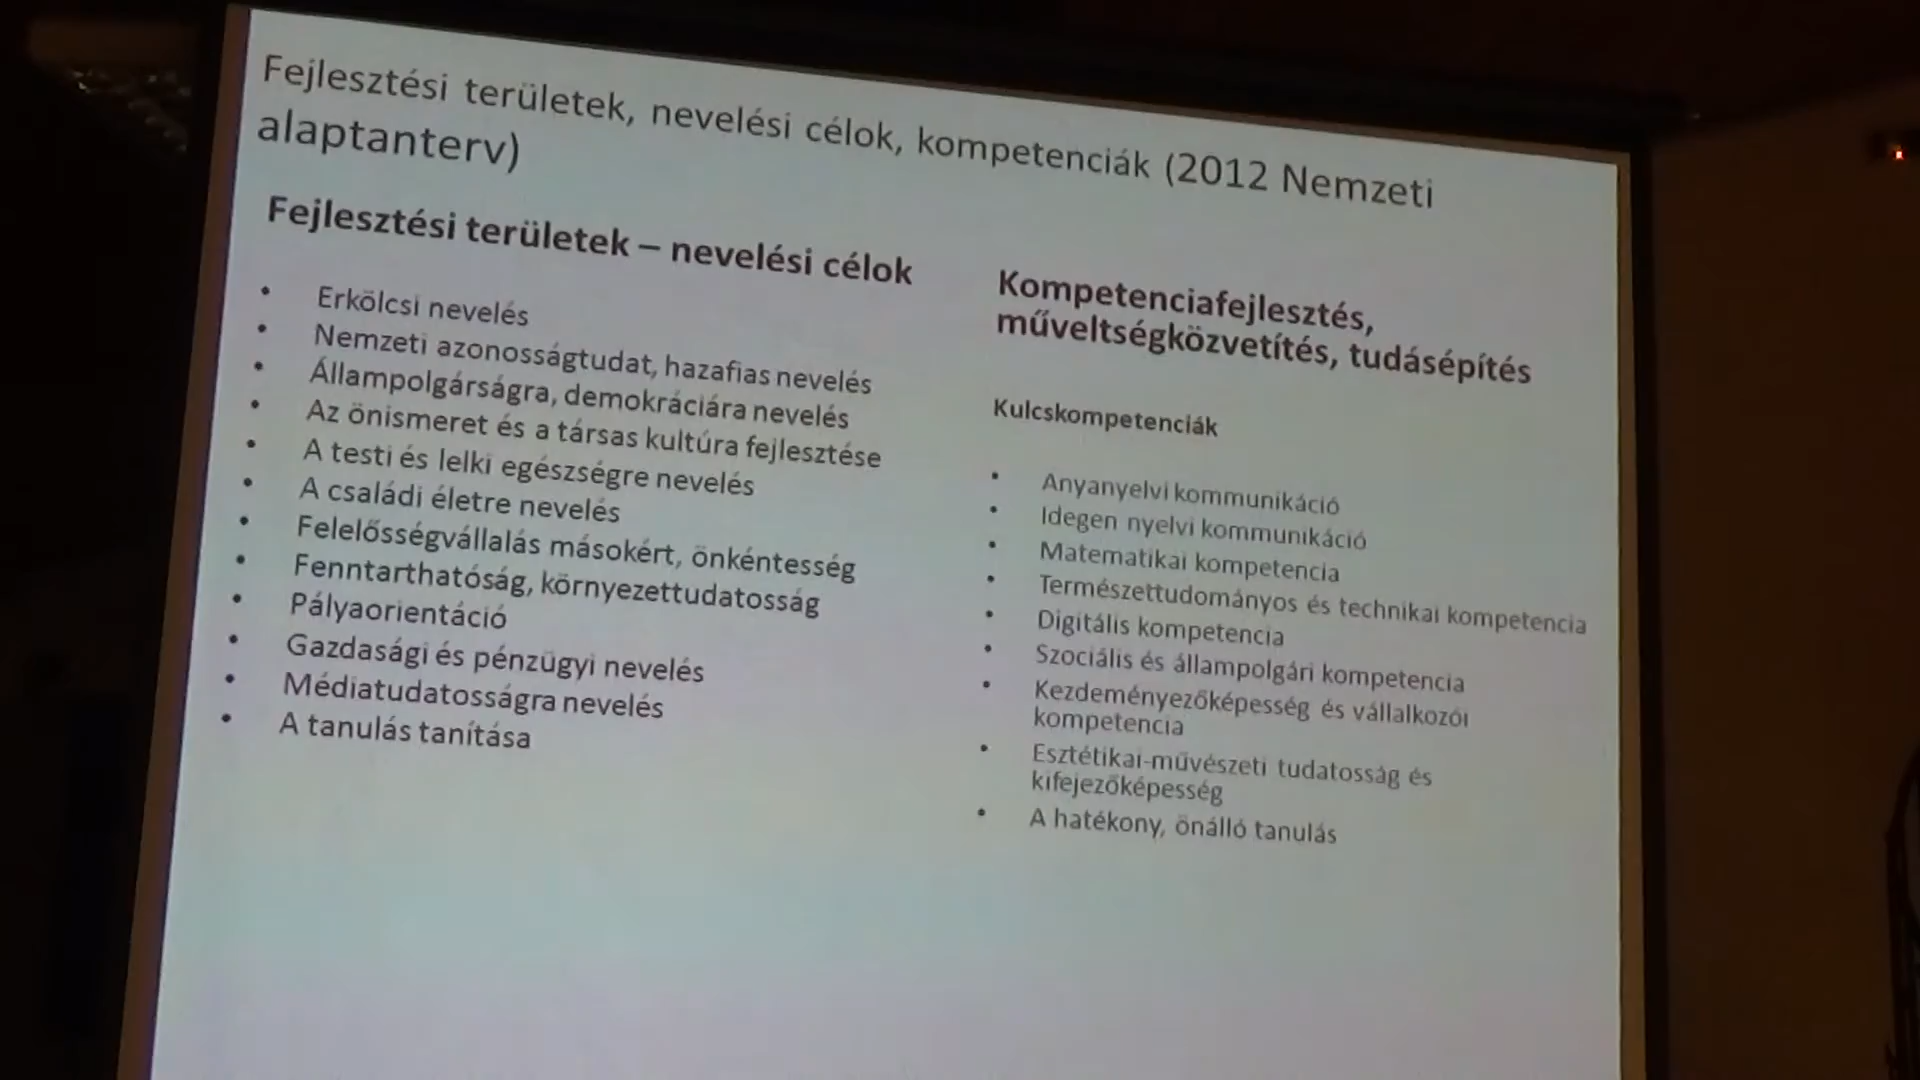 Fejlesztési területek, nevelési célok, kompetenciák (2012 Nemzeti
alaptanterv)
Fejlesztési területek – nevelési célok
• Erkölcsi nevelés
• Nemzeti azonosságtudat, hazafias nevelés
• Állampolgárságra, demokráciára nevelés
• Az önismeret és a társas kultúra fejlesztése
• A testi és lelki egészségre nevelés
• A családi életre nevelés
• Felelősségvállalás másokért, önkéntesség
• Fenntarthatóság, környezettudatosság
• Pályaorientáció
• Gazdasági és pénzügyi nevelés
• Médiatudatosságra nevelés
• A tanulás tanítása
Kompetenciafejlesztés,
műveltségközvetítés, tudásépítés
Kulcskompetenciák
• Anyanyelvi kommunikáció
• Idegen nyelvi kommunikáció
• Matematikai kompetencia
• Természettudományos és technikai kompetencia
• Digitális kompetencia
• Szociális és állampolgári kompetencia
• Kezdeményezőképesség és vállalkozói
kompetencia
• Esztétikai-művészeti tudatosság és
kifejezőképesség
• A hatékony, önálló tanulás